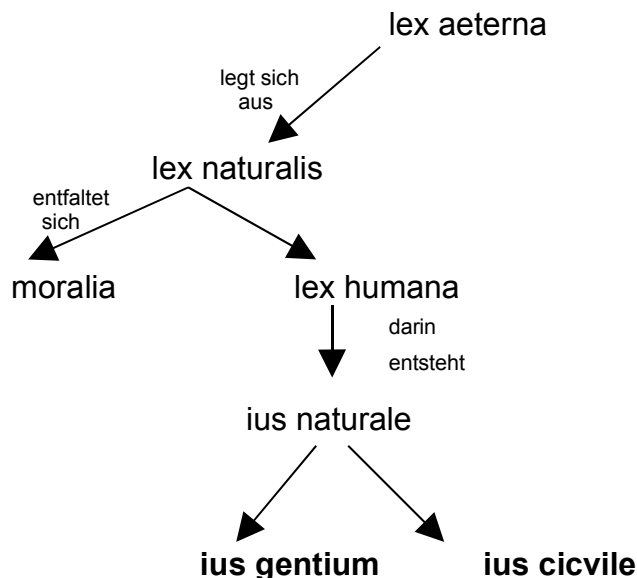 lex aeterna
legt sich
aus
lex naturalis
entfaltet
sich
moralia
lex humana
darin
entsteht
ius naturale
ius gentium
ius cicvile